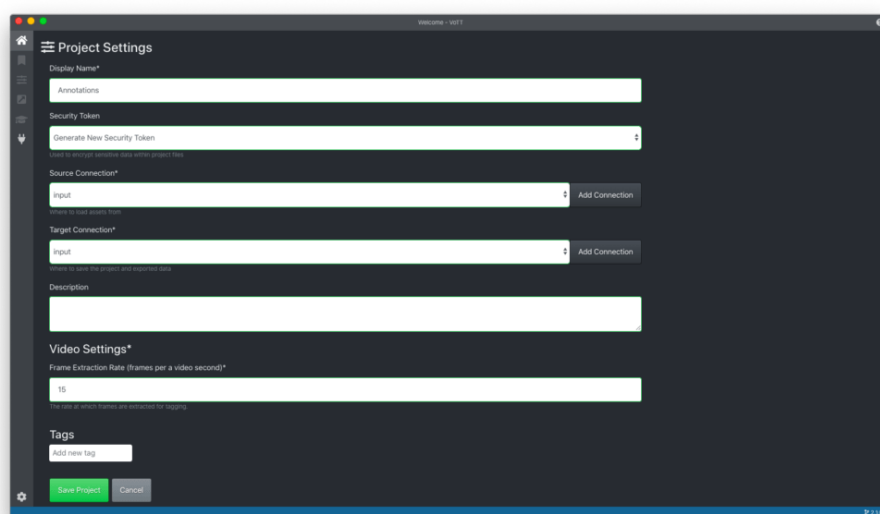 Welcome - VoTT
Project Settings
Display Name*
Annotations
Security Token
Generate New Security Token
Used to encrypt sensitive data within project files
Source Connection*
input
Add Connection
Where to load assets from
Target Connection*
input
Add Connection
Where to save the project and exported data
Description
Video Settings*
Frame Extraction Rate (frames per a video second)*
15
The rate at which frames are extracted for tagging.
Tags
Add new tag
Save Project
Cancel